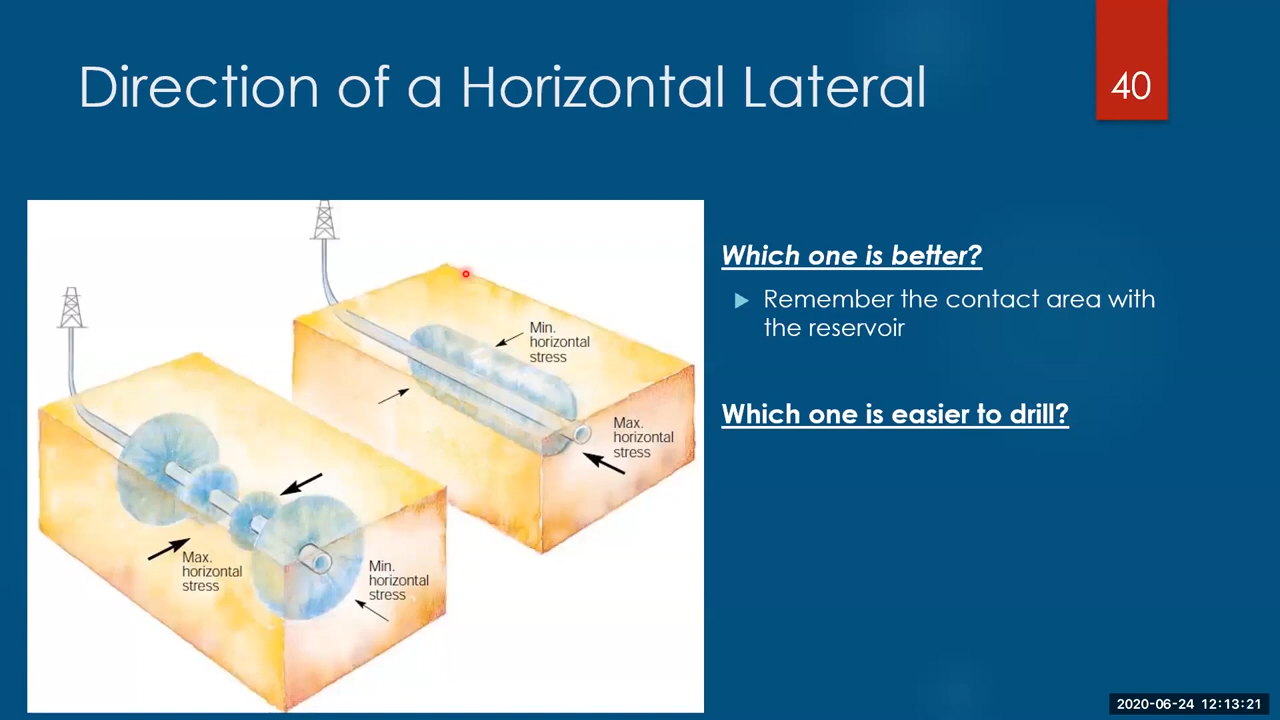 Direction of a Horizontal Lateral
40
Min.
horizontal
stress
Max.
horizontal
stress
Max.
horizontal
stress
Min.
horizontal
stress
Which one is better?
Remember the contact area with
the reservoir
Which one is easier to drill?
2020-06-24 12:13:21